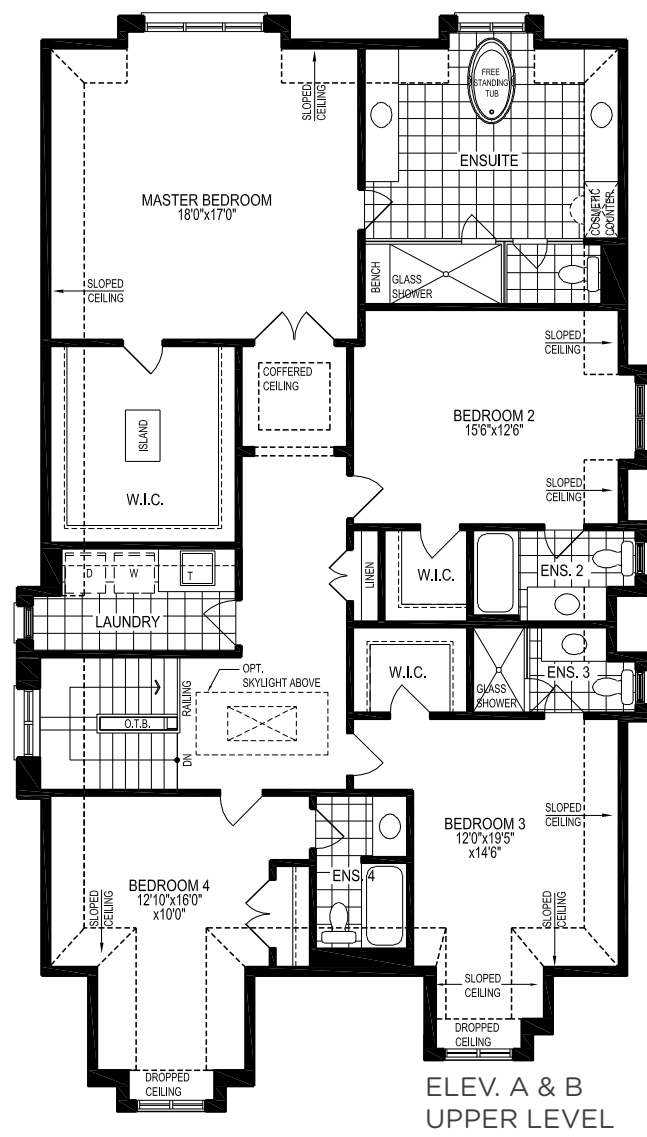 SLOPED
CEILING
FREE
STANDING
TUB
ENSUITE
MASTER BEDROOM
18'0"x17'0"
COSMETIC
COUNTER
BENCH
GLASS
SHOWER
SLOPED
CEILING
SLOPED
CEILING
COFFERED
CEILING
BEDROOM 2
15'6"x12'6"
ISLAND
W.I.C.
SLOPED
CEILING
D
W
T
LINEN
W.I.C.
ENS. 2
LAUNDRY
OPT.
SKYLIGHT ABOVE
W.I.C.
ENS. 3
GLASS
SHOWER
RAILING
O.T.B.
DN
BEDROOM 3
12'0"x19'5"
x14'6"
SLOPED
CEILING
BEDROOM 4
12'10"x16'0"
x10'0"
ENS. 4
SLOPED
CEILING
SLOPED
CEILING
SLOPED
CEILING
DROPPED
CEILING
DROPPED
CEILING
ELEV. A & B
UPPER LEVEL